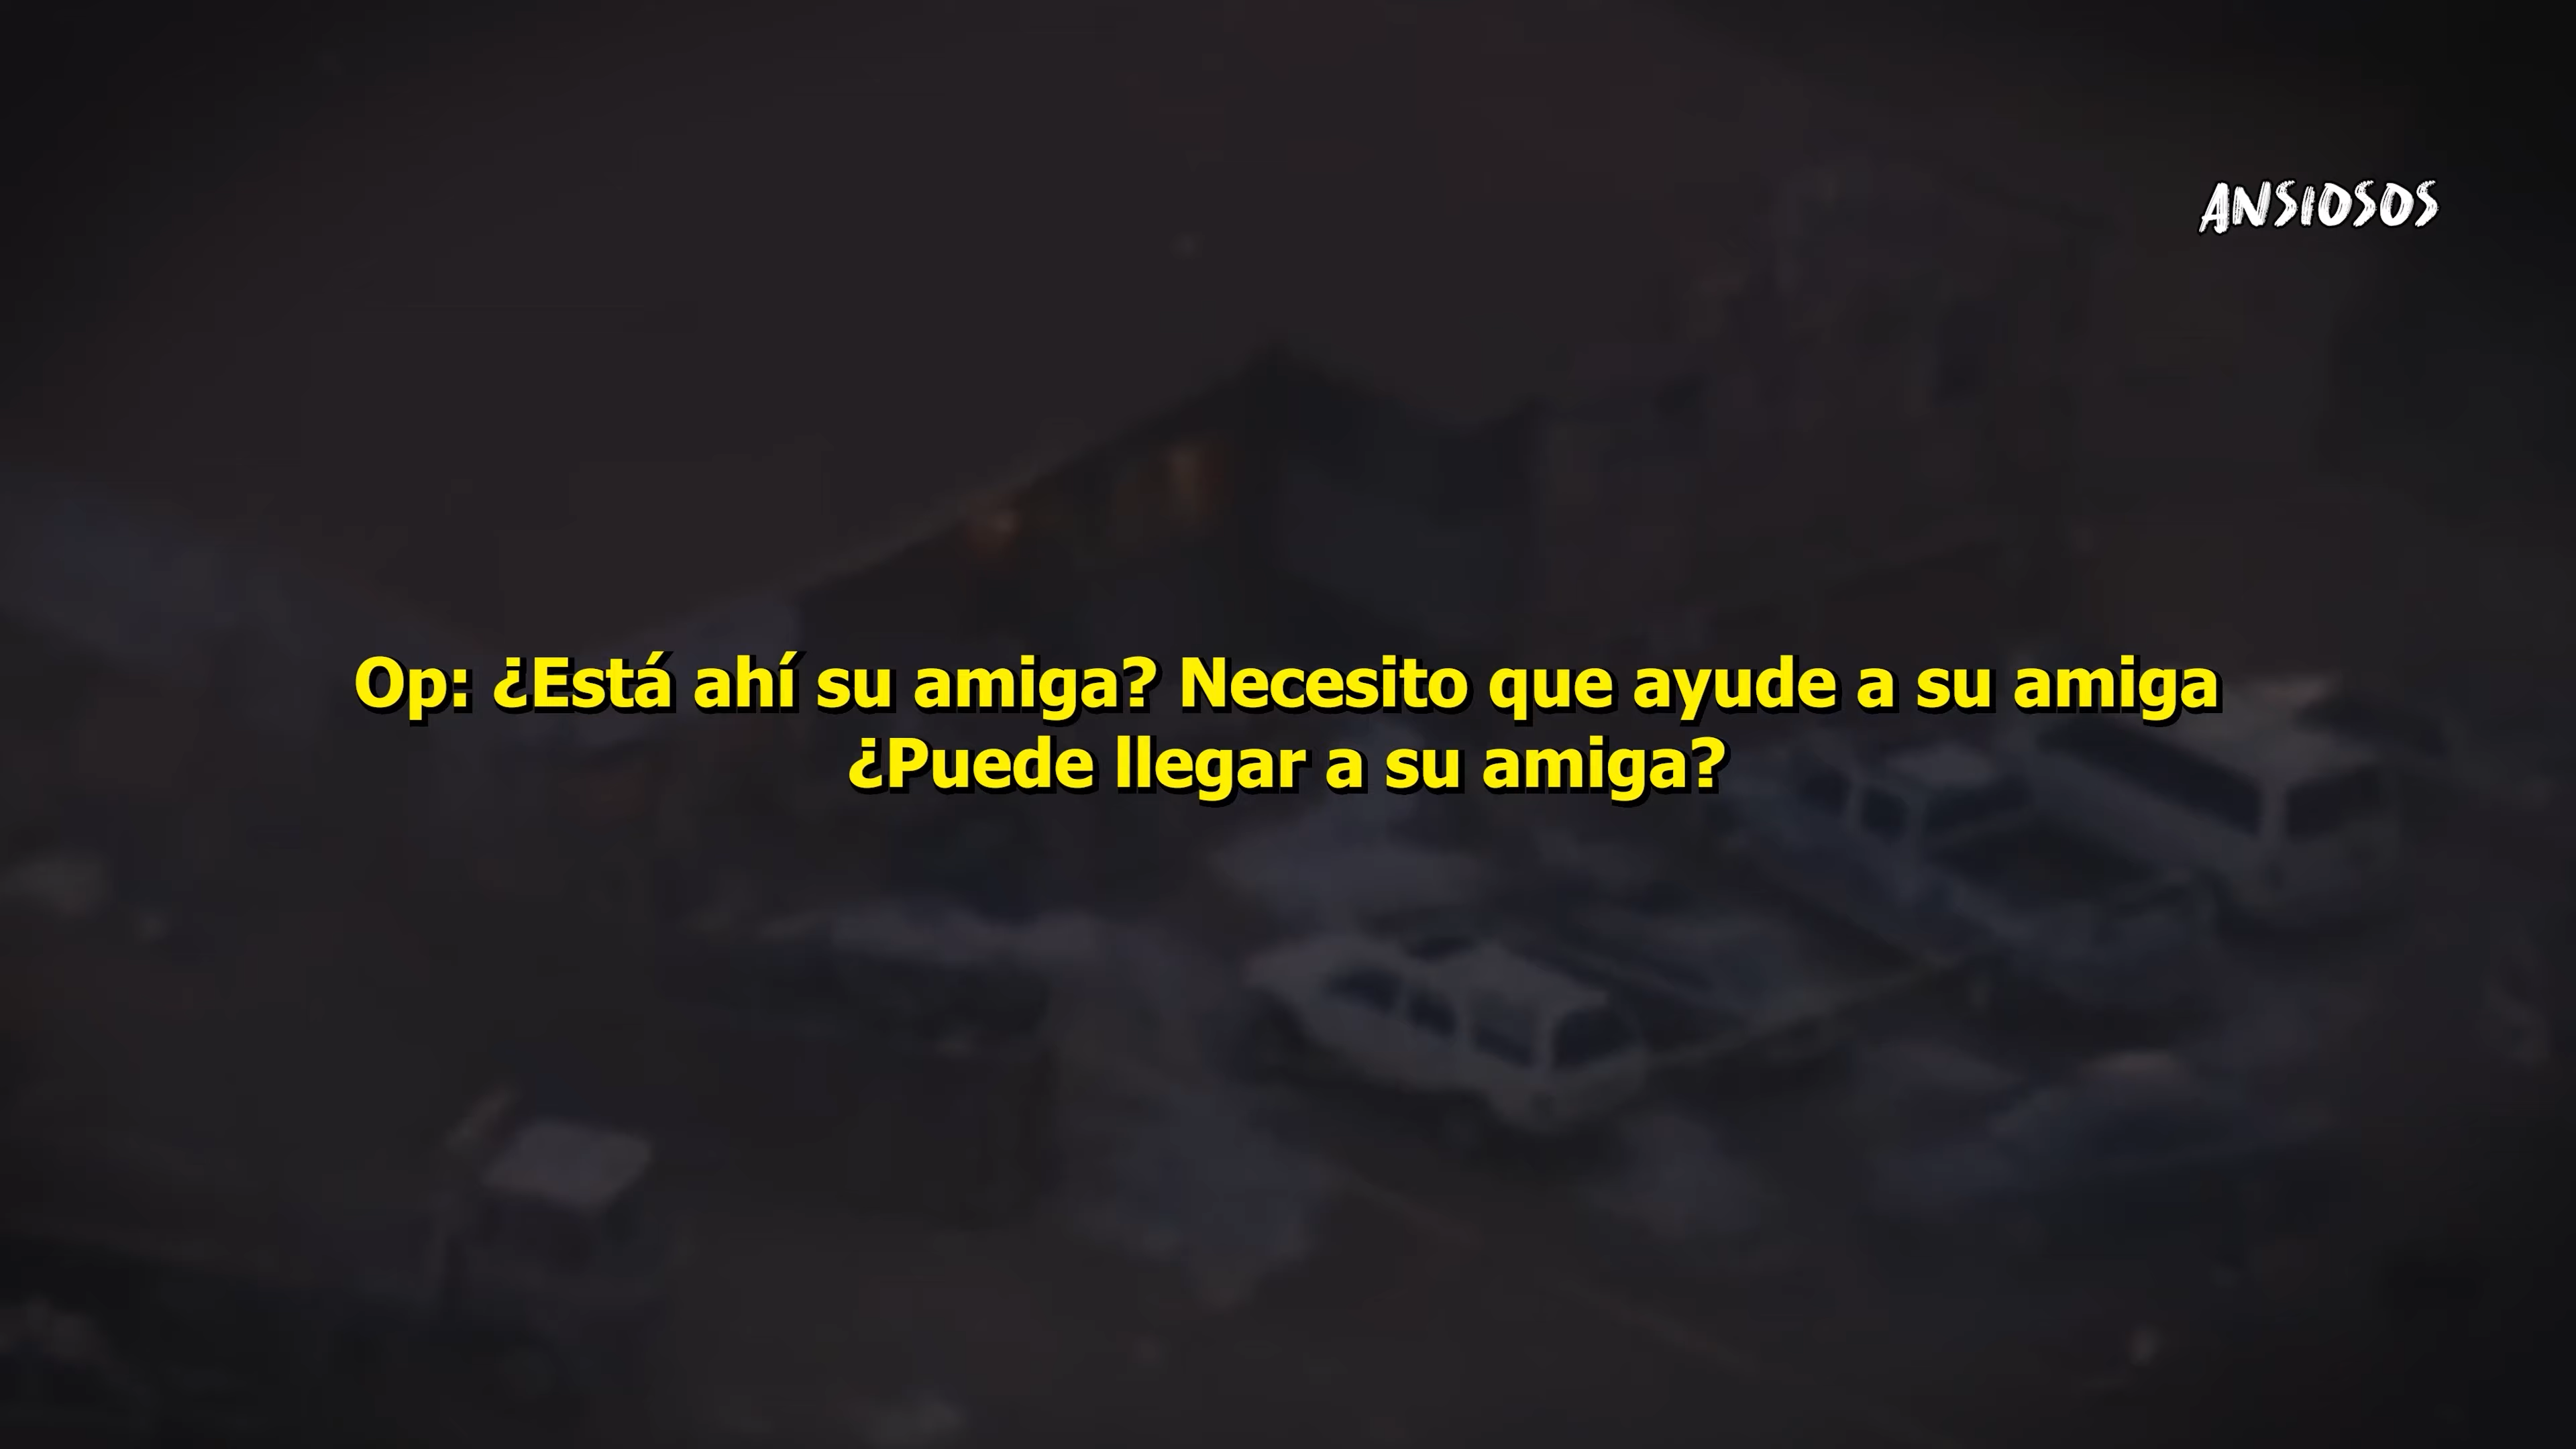 ANSIOSOS
Op: ¿Está ahí su amiga? Necesito que ayude a su amiga
¿Puede llegar a su amiga?